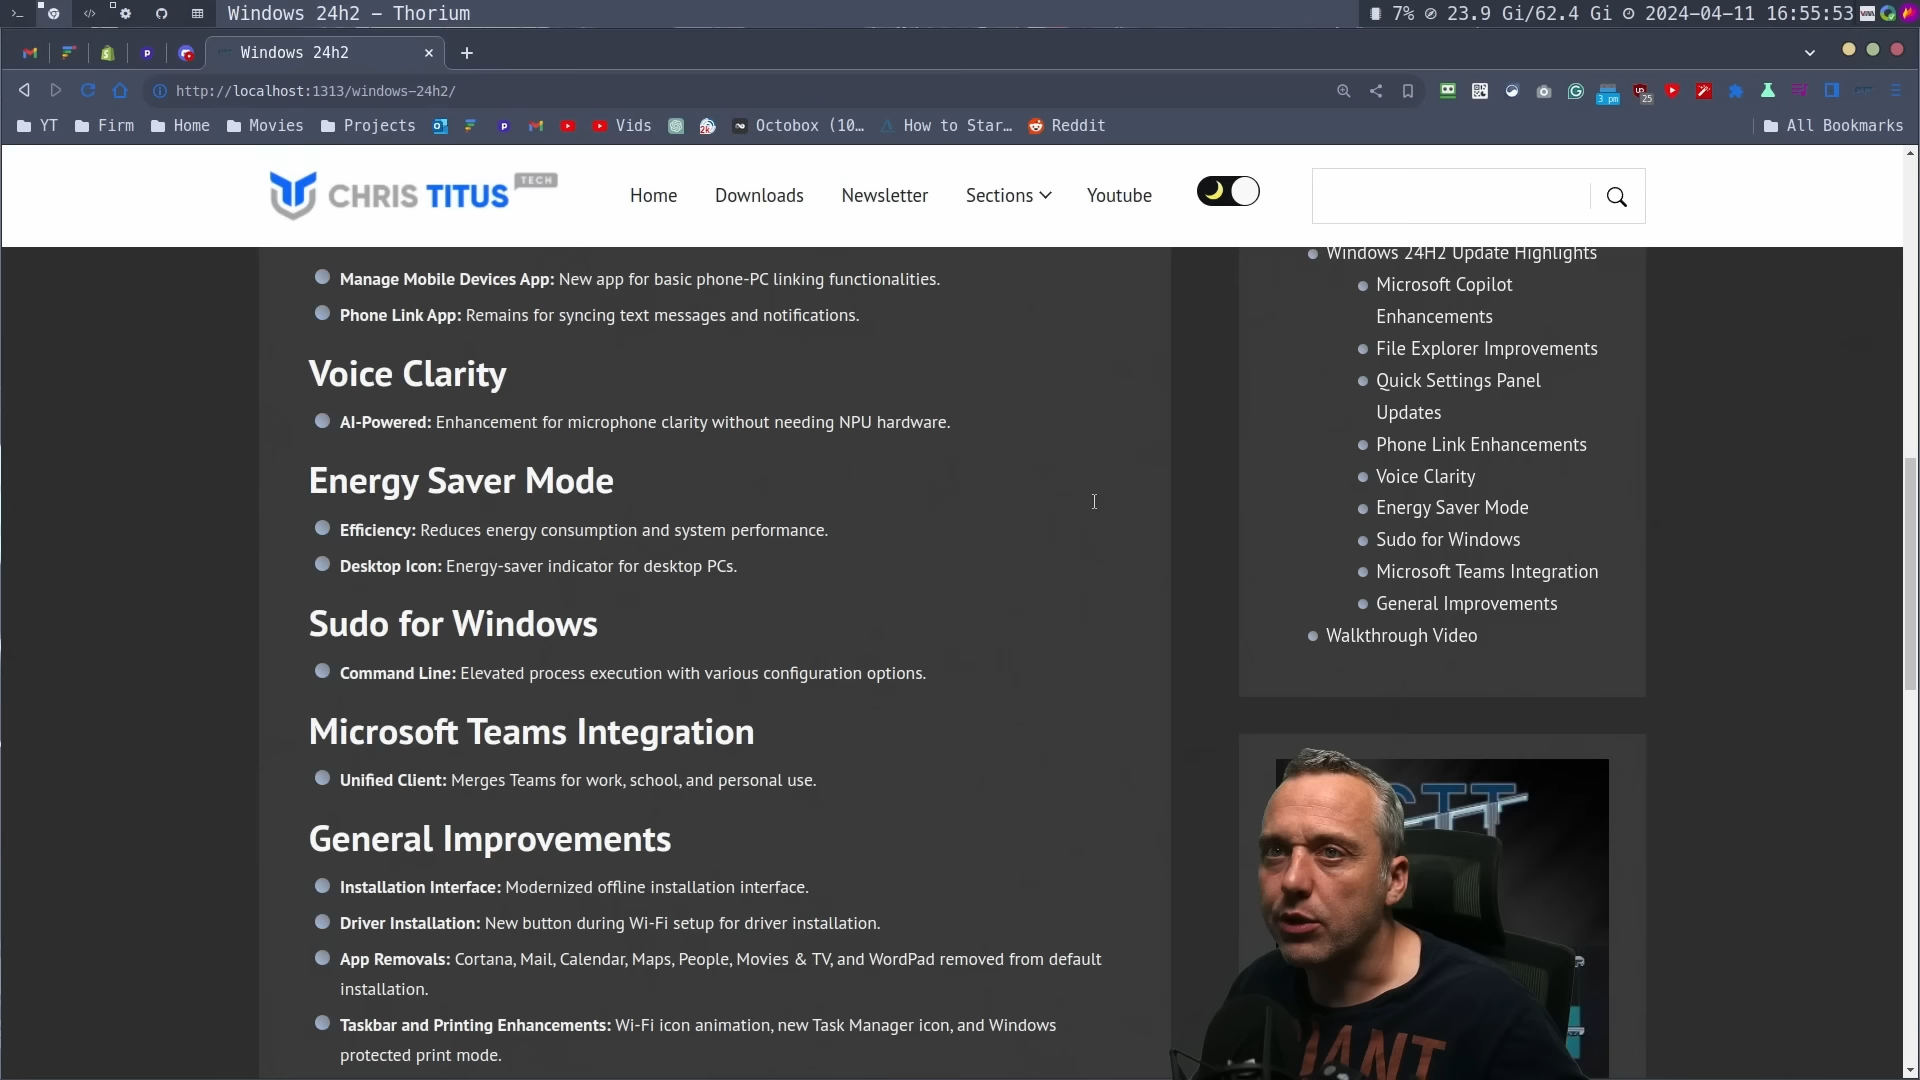 Windows 24h2 – Thorium
7% 23.9 Gi/62.4 Gi 2024-04-11 16:55:53
Windows 24h2
http://localhost:1313/windows-24h2/
3 pm 25
YT Firm Home Movies Projects Vids Octobox (10… How to Star… Reddit All Bookmarks
CHRIS TITUS TECH
Home Downloads Newsletter Sections Youtube
Manage Mobile Devices App: New app for basic phone-PC linking functionalities.
Phone Link App: Remains for syncing text messages and notifications.
Voice Clarity
AI-Powered: Enhancement for microphone clarity without needing NPU hardware.
Energy Saver Mode
Efficiency: Reduces energy consumption and system performance.
Desktop Icon: Energy-saver indicator for desktop PCs.
Sudo for Windows
Command Line: Elevated process execution with various configuration options.
Microsoft Teams Integration
Unified Client: Merges Teams for work, school, and personal use.
General Improvements
Installation Interface: Modernized offline installation interface.
Driver Installation: New button during Wi-Fi setup for driver installation.
App Removals: Cortana, Mail, Calendar, Maps, People, Movies & TV, and WordPad removed from default
installation.
Taskbar and Printing Enhancements: Wi-Fi icon animation, new Task Manager icon, and Windows
protected print mode.
Windows 24H2 Update Highlights
Microsoft Copilot
Enhancements
File Explorer Improvements
Quick Settings Panel
Updates
Phone Link Enhancements
Voice Clarity
Energy Saver Mode
Sudo for Windows
Microsoft Teams Integration
General Improvements
Walkthrough Video